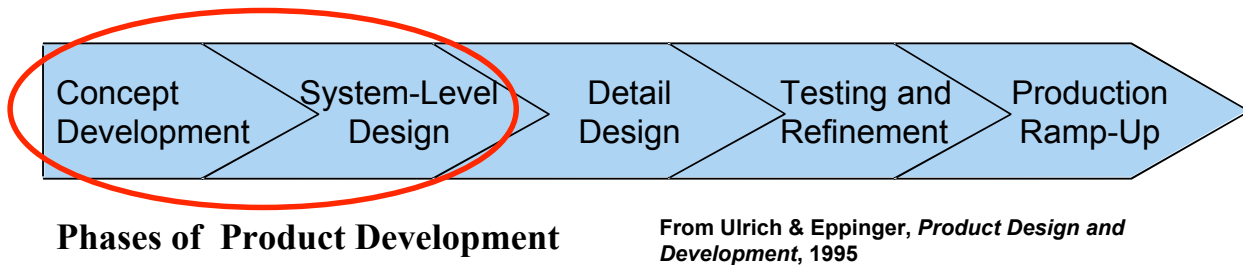 Concept
Development
System-Level
Design
Detail
Design
Testing and
Refinement
Production
Ramp-Up
Phases of  Product Development
From Ulrich & Eppinger, Product Design and
Development, 1995